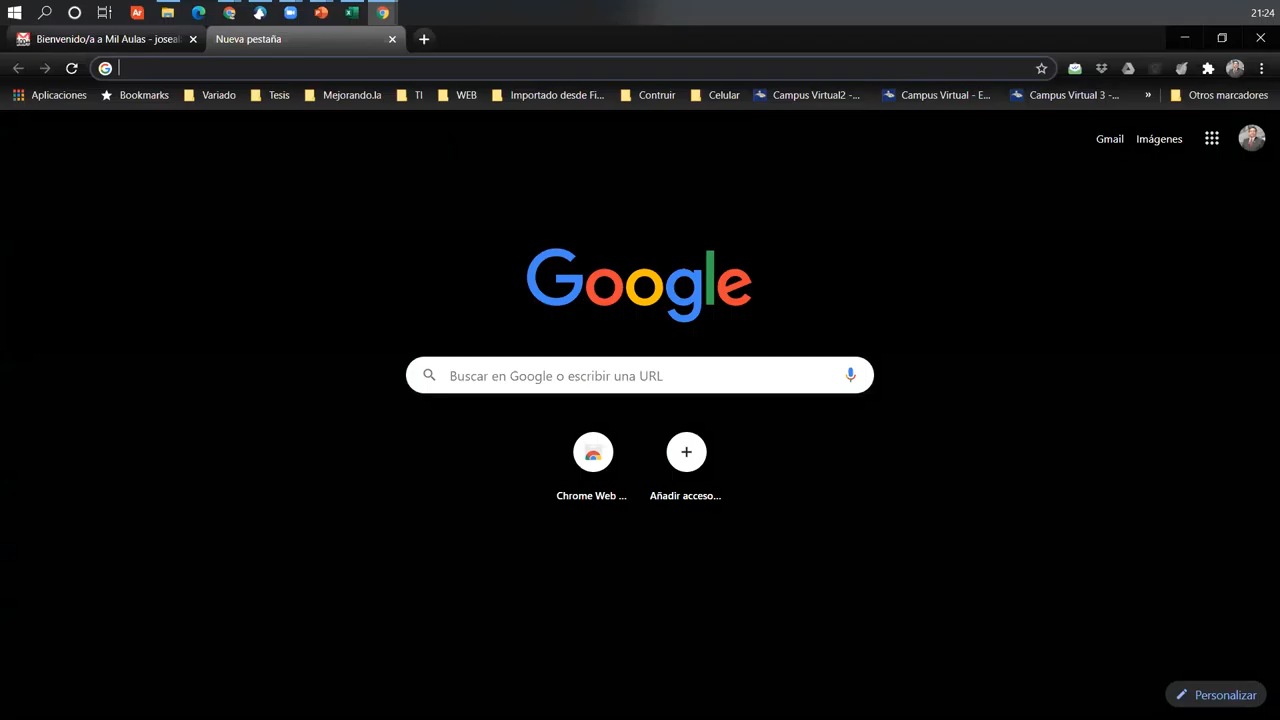 21:24
Bienvenido/a a Mil Aulas - joseal
Nueva pestaña
Aplicaciones
Bookmarks
Variado
Tesis
Mejorando.la
TI
WEB
Importado desde Fi...
Contruir
Celular
Campus Virtual2 -...
Campus Virtual - E...
Campus Virtual 3 -...
»
Otros marcadores
Gmail
Imágenes
Google
Buscar en Google o escribir una URL
Chrome Web ...
Añadir acceso...
Personalizar